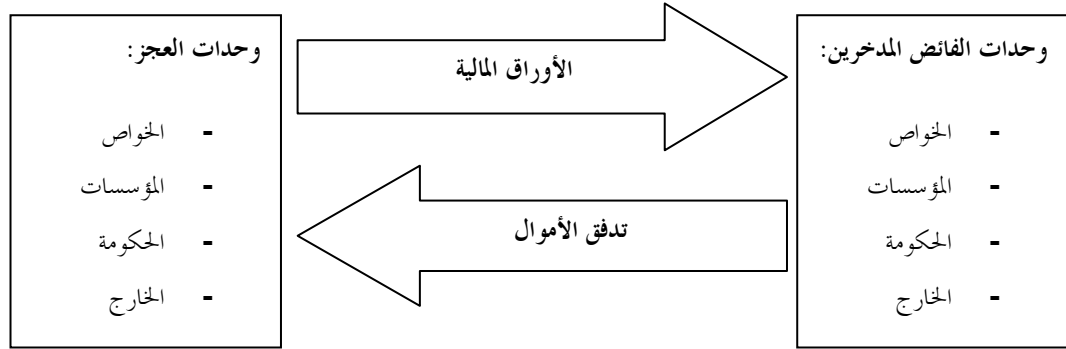 وحدات الفائض المدخرين:
- الخواص
- المؤسسات
- الحكومة
- الخارج
الأوراق المالية
تدفق الأموال
وحدات العجز:
- الخواص
- المؤسسات
- الحكومة
- الخارج